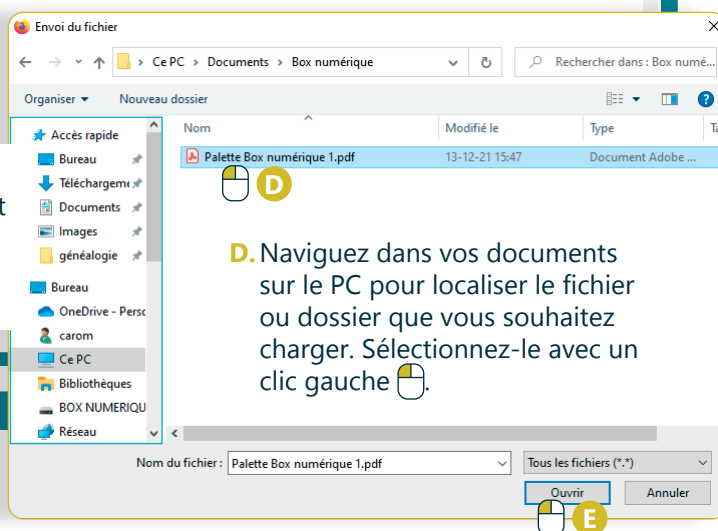 Envoi du fichier
Ce PC > Documents > Box numérique
Rechercher dans : Box numé...
Organiser
Nouveau dossier
?
Nom
Modifié le
Type
Ta
Accès rapide
Bureau
Téléchargeme
Documents
Images
généalogie
Bureau
OneDrive - Perso
carom
Ce PC
Bibliothèques
BOX NUMERIQU
Réseau
Palette Box numérique 1.pdf
13-12-21 15:47
Document Adobe ...
D
t
D. Naviguez dans vos documents
sur le PC pour localiser le fichier
ou dossier que vous souhaitez
charger. Sélectionnez-le avec un
clic gauche .
Nom du fichier :
Palette Box numérique 1.pdf
Tous les fichiers (*.*)
Ouvrir
Annuler
E